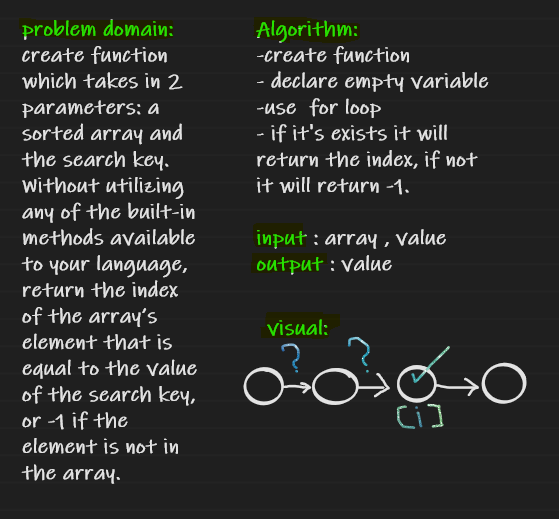 problem domain:
create function
which takes in 2
parameters: a
sorted array and
the search key.
Without utilizing
any of the built-in
methods available
to your language,
return the index
of the array's
element that is
equal to the value
of the search key,
or -1 if the
element is not in
the array.
Algorithm:
-create function
- declare empty variable
-use for loop
- if it's exists it will
return the index, if not
it will return -1.
input : array , value
output : value
visual:
? ?
[i]